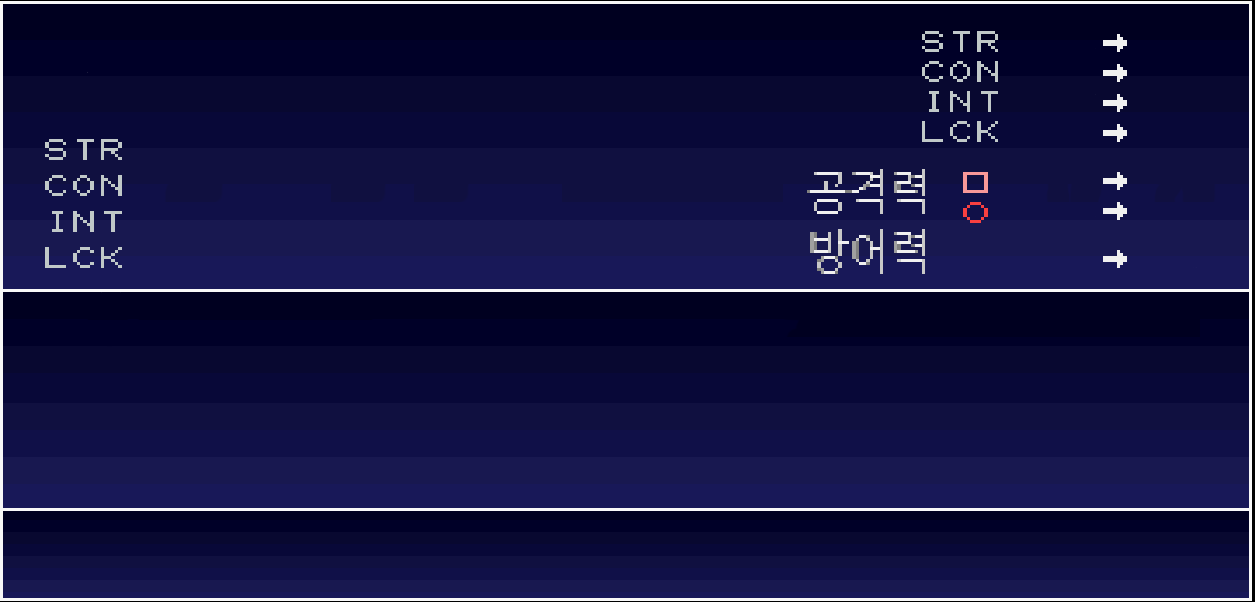 STR →
CON →
INT →
LCK →
STR
CON
INT
LCK
공격력 □ →
○ →
방어력 →